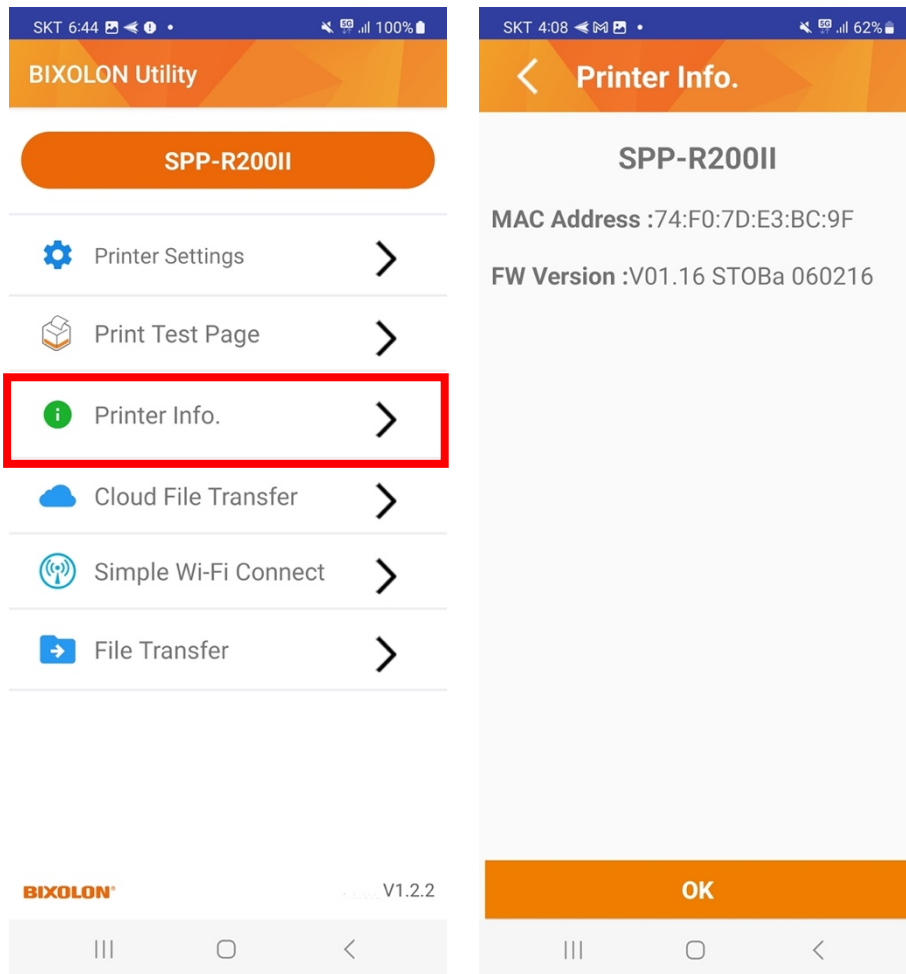 SKT 6:44
100%
BIXOLON Utility
SPP-R200II
Printer Settings
Print Test Page
Printer Info.
Cloud File Transfer
Simple Wi-Fi Connect
File Transfer
BIXOLON®
V1.2.2
SKT 4:08
5G
62%
Printer Info.
SPP-R200II
MAC Address :74:F0:7D:E3:BC:9F
FW Version :V01.16 STOBa 060216
OK